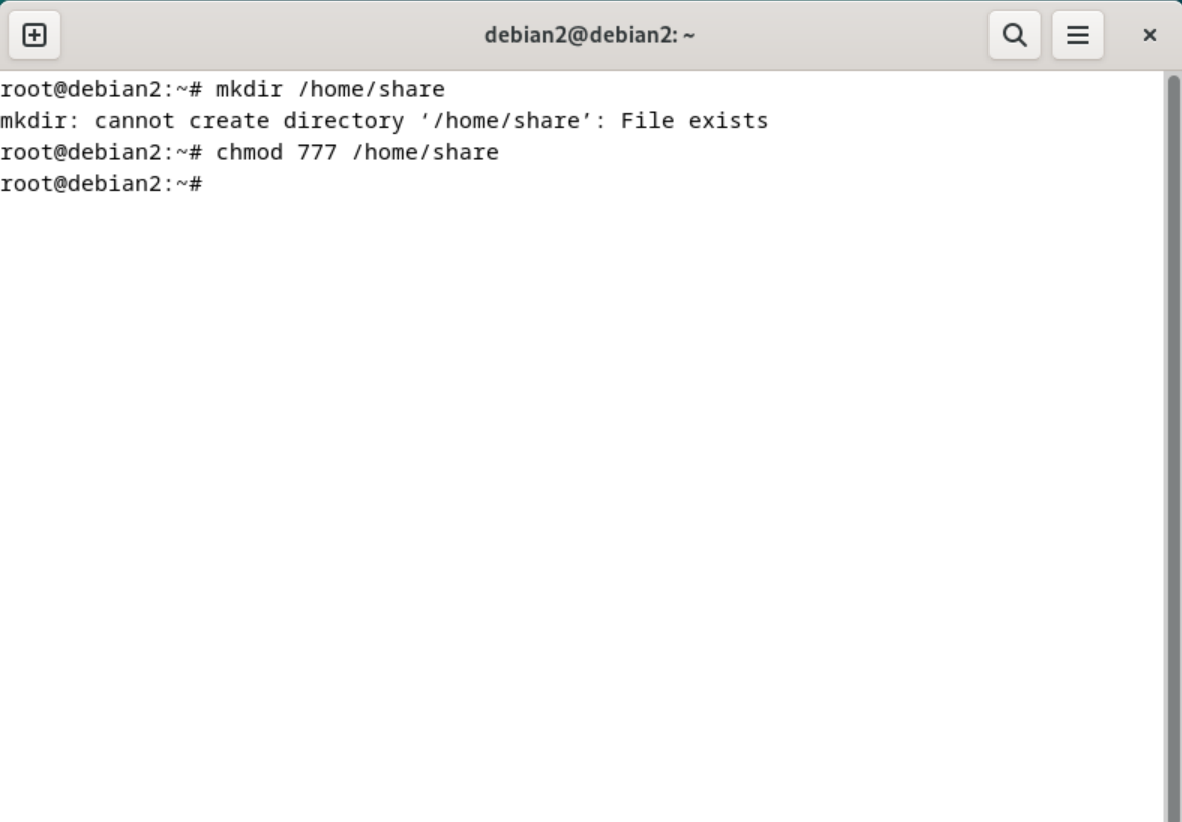 debian2@debian2: ~
root@debian2:~# mkdir /home/share
mkdir: cannot create directory ‘/home/share’: File exists
root@debian2:~# chmod 777 /home/share
root@debian2:~#